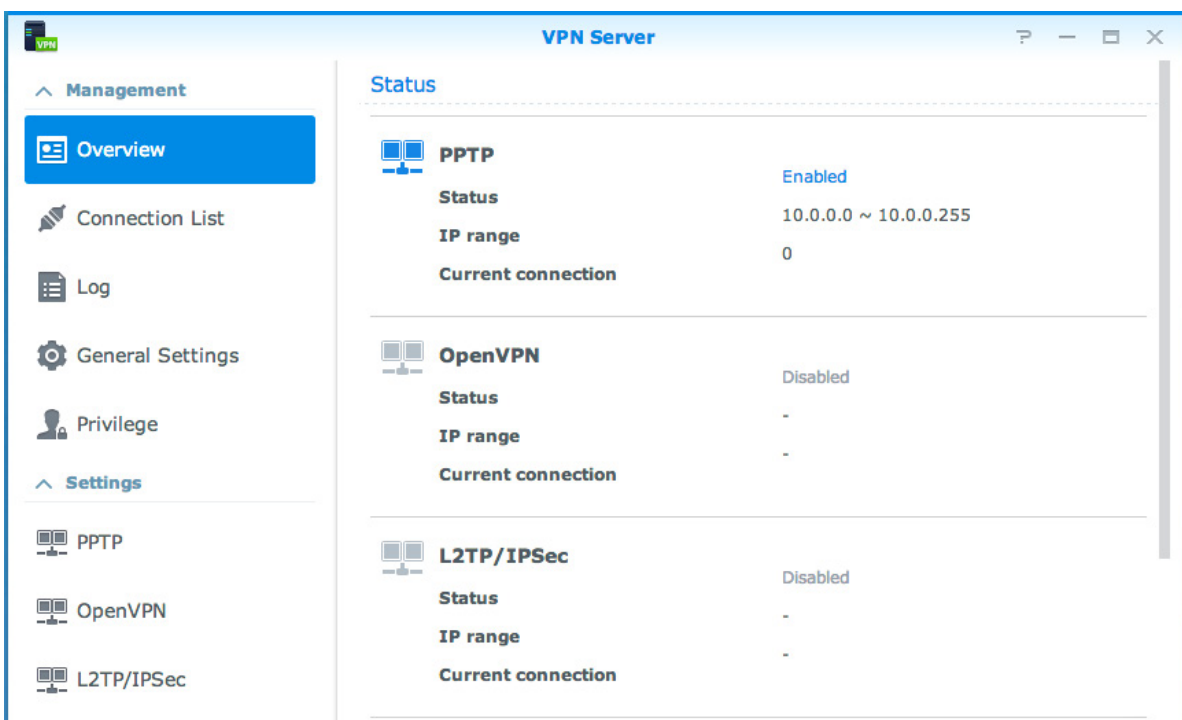 VPN
VPN Server
Management
Overview
Connection List
Log
General Settings
Privilege
Settings
PPTP
OpenVPN
L2TP/IPSec
Status
PPTP
Status
Enabled
IP range
10.0.0.0 ~ 10.0.0.255
Current connection
0
OpenVPN
Status
Disabled
IP range
-
Current connection
-
L2TP/IPSec
Status
Disabled
IP range
-
Current connection
-